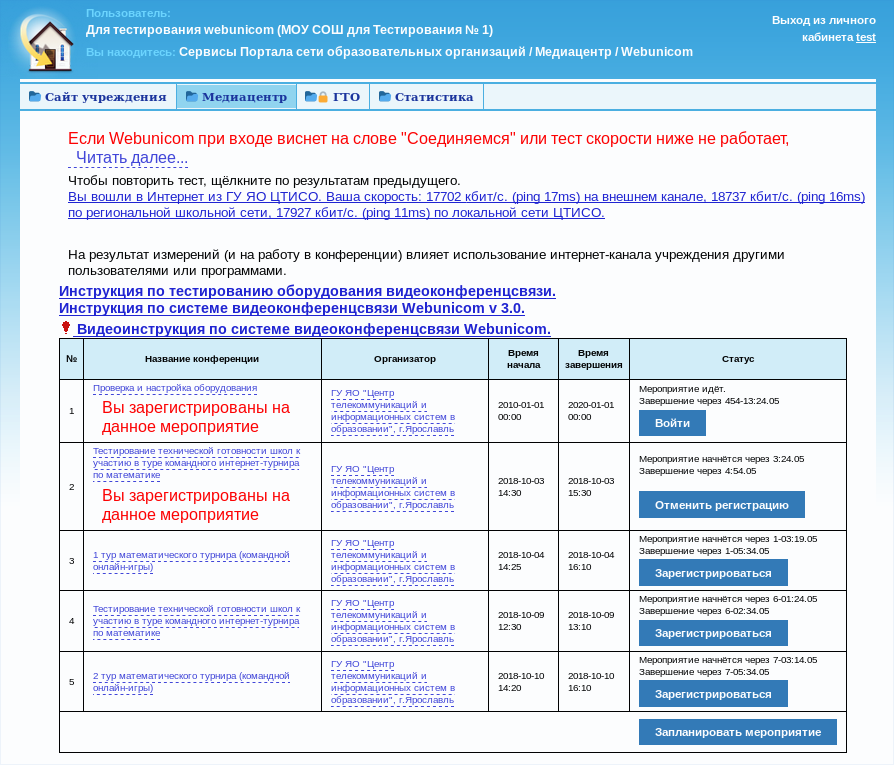 Пользователь:
Для тестирования webunicom (МОУ СОШ для Тестирования № 1)
Вы находитесь: Сервисы Портала сети образовательных организаций / Медиацентр / Webunicom
Выход из личного
кабинета test
Сайт учреждения Медиацентр ГТО Статистика
Если Webunicom при входе виснет на слове "Соединяемся" или тест скорости ниже не работает,
Читать далее...
Чтобы повторить тест, щёлкните по результатам предыдущего.
Вы вошли в Интернет из ГУ ЯО ЦТИСО. Ваша скорость: 17702 кбит/с. (ping 17ms) на внешнем канале, 18737 кбит/с. (ping 16ms)
по региональной школьной сети, 17927 кбит/с. (ping 11ms) по локальной сети ЦТИСО.
На результат измерений (и на работу в конференции) влияет использование интернет-канала учреждения другими
пользователями или программами.
Инструкция по тестированию оборудования видеоконференцсвязи.
Инструкция по системе видеоконференцсвязи Webunicom v 3.0.
Видеоинструкция по системе видеоконференцсвязи Webunicom.
№
Название конференции
Организатор
Время
начала
Время
завершения
Статус
1
Проверка и настройка оборудования
Вы зарегистрированы на
данное мероприятие
ГУ ЯО "Центр
телекоммуникаций и
информационных систем в
образовании", г.Ярославль
2010-01-01
00:00
2020-01-01
00:00
Мероприятие идёт.
Завершение через 454-13:24.05
Войти
2
Тестирование технической готовности школ к
участию в туре командного интернет-турнира
по математике
Вы зарегистрированы на
данное мероприятие
ГУ ЯО "Центр
телекоммуникаций и
информационных систем в
образовании", г.Ярославль
2018-10-03
14:30
2018-10-03
15:30
Мероприятие начнётся через 3:24.05
Завершение через 4:54.05
Отменить регистрацию
3
1 тур математического турнира (командной
онлайн-игры)
ГУ ЯО "Центр
телекоммуникаций и
информационных систем в
образовании", г.Ярославль
2018-10-04
14:25
2018-10-04
16:10
Мероприятие начнётся через 1-03:19.05
Завершение через 1-05:34.05
Зарегистрироваться
4
Тестирование технической готовности школ к
участию в туре командного интернет-турнира
по математике
ГУ ЯО "Центр
телекоммуникаций и
информационных систем в
образовании", г.Ярославль
2018-10-09
12:30
2018-10-09
13:10
Мероприятие начнётся через 6-01:24.05
Завершение через 6-02:34.05
Зарегистрироваться
5
2 тур математического турнира (командной
онлайн-игры)
ГУ ЯО "Центр
телекоммуникаций и
информационных систем в
образовании", г.Ярославль
2018-10-10
14:20
2018-10-10
16:10
Мероприятие начнётся через 7-03:14.05
Завершение через 7-05:34.05
Зарегистрироваться
Запланировать мероприятие